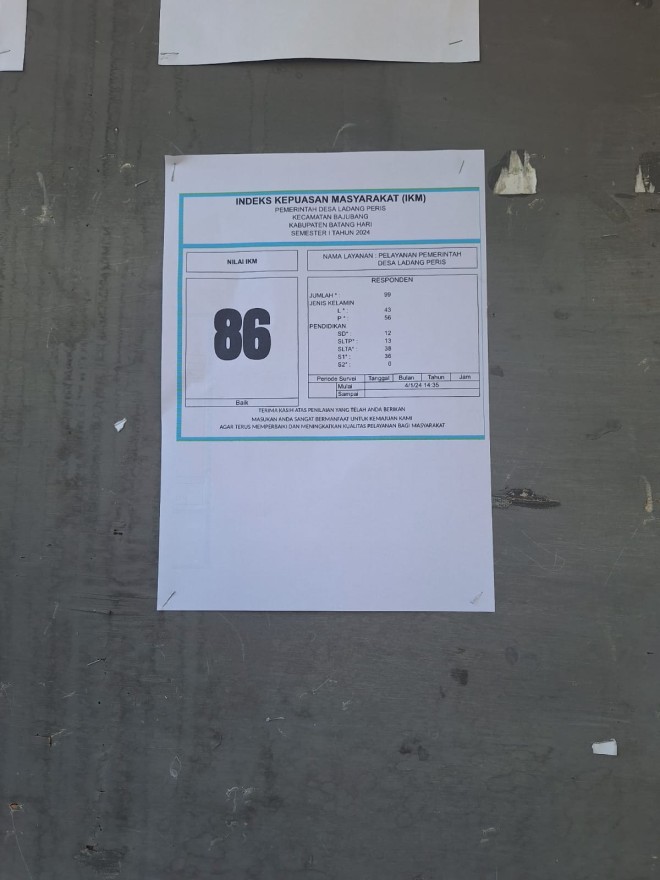 INDEKS KEPUASAN MASYARAKAT (IKM)
PEMERINTAH DESA LADANG PERIS
KECAMATAN BAJUBANG
KABUPATEN BATANG HARI
SEMESTER I TAHUN 2024
NILAI IKM
NAMA LAYANAN : PELAYANAN PEMERINTAH
DESA LADANG PERIS
86
Baik
RESPONDEN
JUMLAH * : 99
JENIS KELAMIN
L * : 43
P * : 56
PENDIDIKAN
SD* : 12
SLTP* : 13
SLTA* : 38
S1* : 36
S2* : 0
Periode Survei Tanggal Bulan Tahun Jam
Mulai 4/1/24 14:35
Sampai
TERIMA KASIH ATAS PENILAIAN YANG TELAH ANDA BERIKAN
MASUKAN ANDA SANGAT BERMANFAAT UNTUK KEMAJUAN KAMI
AGAR TERUS MEMPERBAIKI DAN MENINGKATKAN KUALITAS PELAYANAN BAGI MASYARAKAT